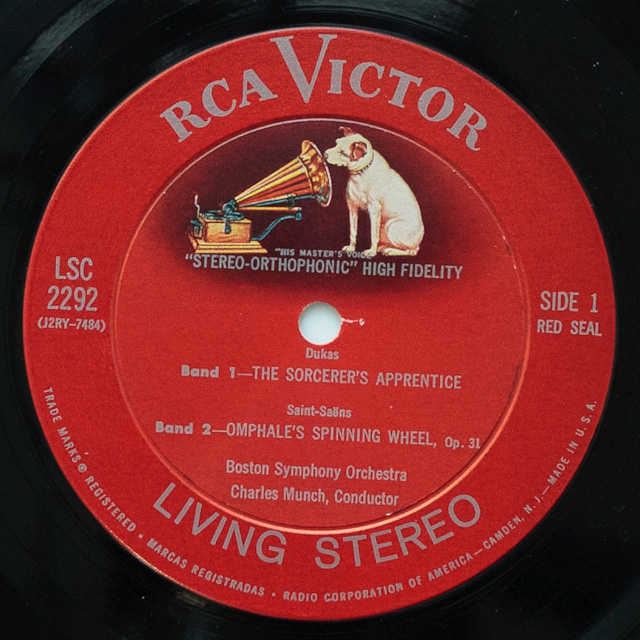 RCA VICTOR
"HIS MASTER'S VOICE"
"STEREO-ORTHOPHONIC" HIGH FIDELITY
LSC
2292
(J2RY-7484)
SIDE 1
RED SEAL
Dukas
Band 1—THE SORCERER'S APPRENTICE
Saint-Saëns
Band 2—OMPHALE'S SPINNING WHEEL, Op. 31
Boston Symphony Orchestra
Charles Munch, Conductor
LIVING STEREO
TRADE MARKS ® REGISTERED • MARCAS REGISTRADAS • RADIO CORPORATION OF AMERICA—CAMDEN, N.J.—MADE IN U.S.A.